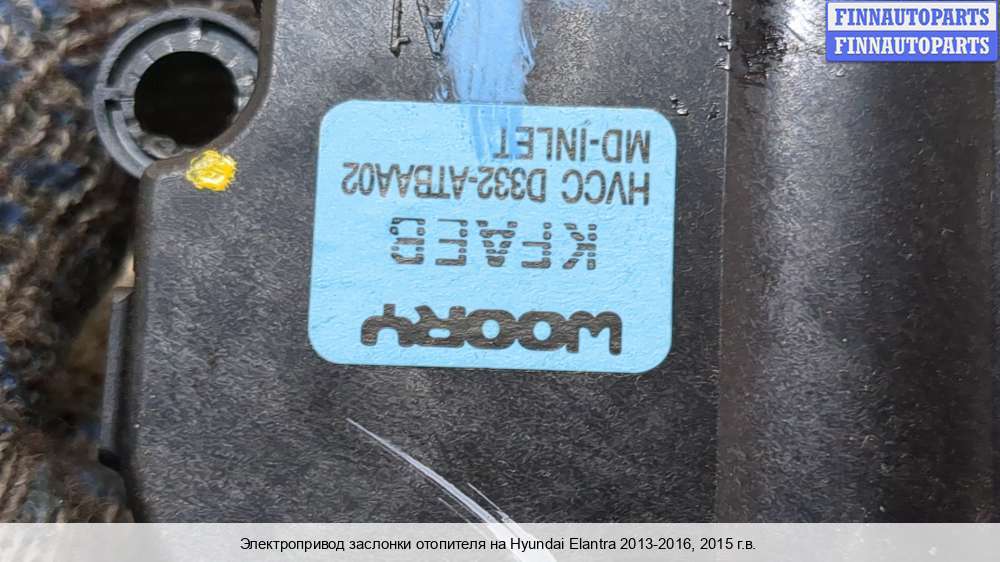 FINNAUTOPARTS
FINNAUTOPARTS
WOORY
KFAEB
HVCC D332-ATBAA02
MD-INLET
Электропривод заслонки отопителя на Hyundai Elantra 2013-2016, 2015 г.в.